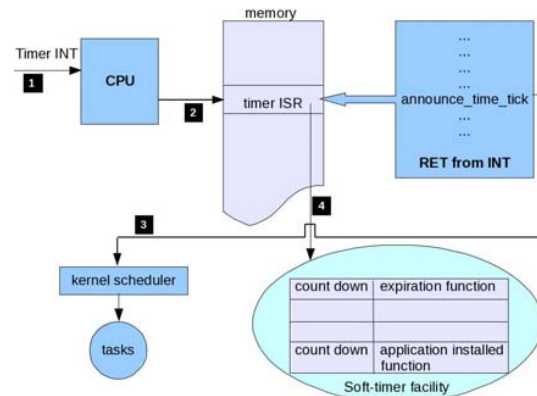 memory
Timer INT
1
CPU
2
timer ISR
...
...
...
...
announce_time_tick
...
...
RET from INT
4
3
kernel scheduler
tasks
count down expiration function
count down application installed
function
Soft-timer facility